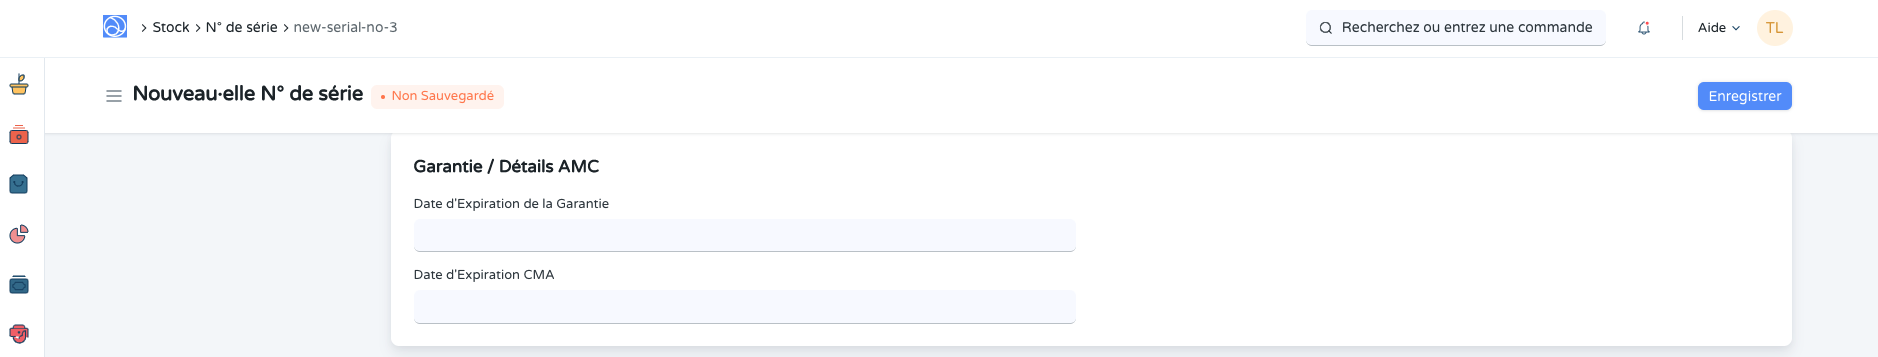 Stock > N° de série > new-serial-no-3
Recherchez ou entrez une commande
Aide
TL
Nouveau·elle N° de série
• Non Sauvegardé
Enregistrer
Garantie / Détails AMC
Date d'Expiration de la Garantie
Date d'Expiration CMA